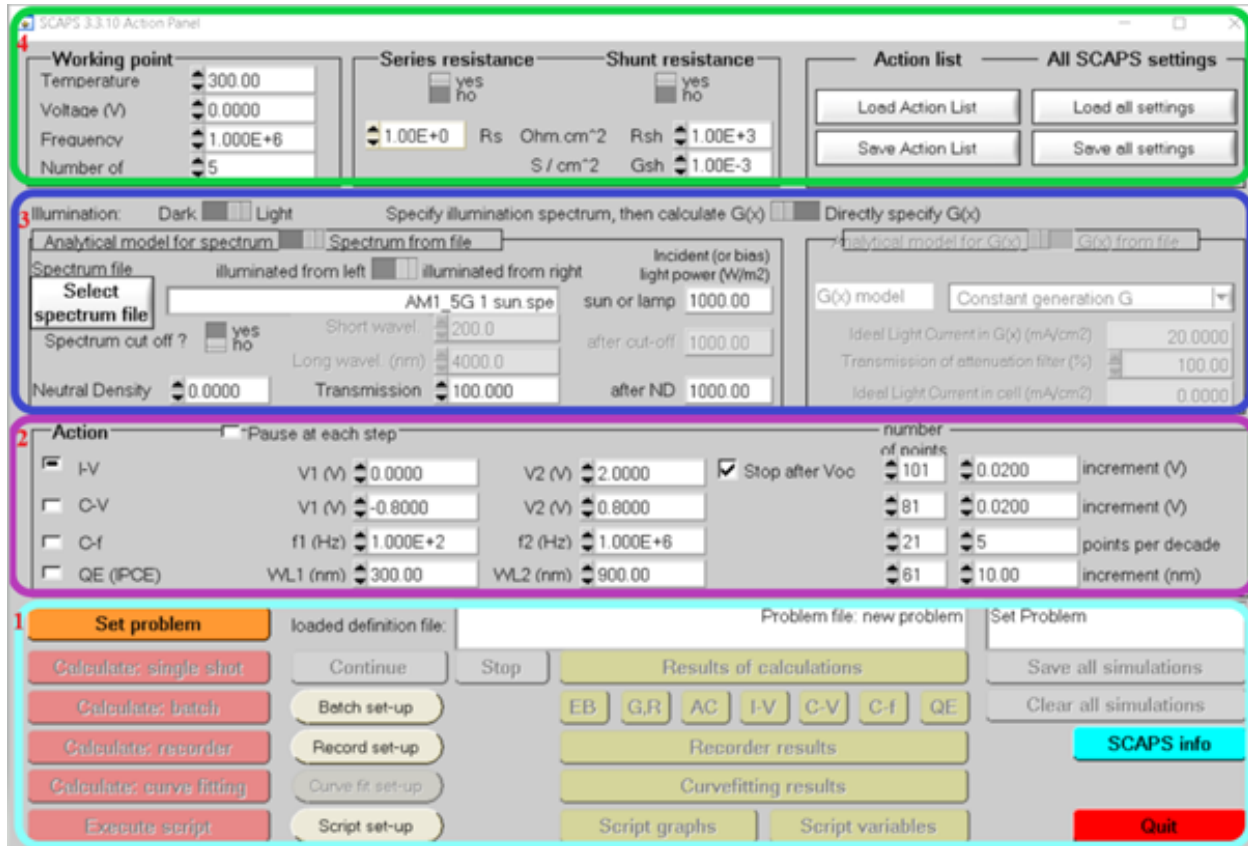 SCAPS 3.3.10 Action Panel
4
Working point
Series resistance
Shunt resistance
Action list
All SCAPS settings
Temperature 300.00
yes
no
yes
no
Voltage (V) 0.0000
Load Action List
Load all settings
Frequency 1.000E+6
1.00E+0 Rs Ohm.cm^2 Rsh 1.00E+3
Save Action List
Save all settings
Number of 5
S / cm^2 Gsh 1.00E-3
3
Illumination: Dark Light
Specify illumination spectrum, then calculate G(x) Directly specify G(x)
Analytical model for spectrum Spectrum from file
Incident (or bias)
light power (W/m2)
Analytical model for G(x) G(x) from file
Spectrum file
illuminated from left illuminated from right
Select
spectrum file
AM1_5G 1 sun.spe
sun or lamp 1000.00
G(x) model Constant generation G
Spectrum cut off ? yes
no
Short wavel. 200.0
after cut-off 1000.00
Ideal Light Current in G(x) (mA/cm2) 20.0000
Long wavel. (nm) 4000.0
Transmission of attenuation filter (%) 100.00
Neutral Density 0.0000
Transmission 100.000
after ND 1000.00
Ideal Light Current in cell (mA/cm2) 0.0000
2
Action
Pause at each step
number
of points
I-V V1 (V) 0.0000 V2 (V) 2.0000 Stop after Voc 101 0.0200 increment (V)
C-V V1 (V) -0.8000 V2 (V) 0.8000 81 0.0200 increment (V)
C-f f1 (Hz) 1.000E+2 f2 (Hz) 1.000E+6 21 5 points per decade
QE (IPCE) WL1 (nm) 300.00 WL2 (nm) 900.00 61 10.00 increment (nm)
1
Set problem
loaded definition file:
Problem file: new problem
Set Problem
Calculate: single shot
Continue
Stop
Results of calculations
Save all simulations
Calculate: batch
Batch set-up
EB G,R AC I-V C-V C-f QE
Clear all simulations
Calculate: recorder
Record set-up
Recorder results
SCAPS info
Calculate: curve fitting
Curve fit set-up
Curvefitting results
Execute script
Script set-up
Script graphs
Script variables
Quit